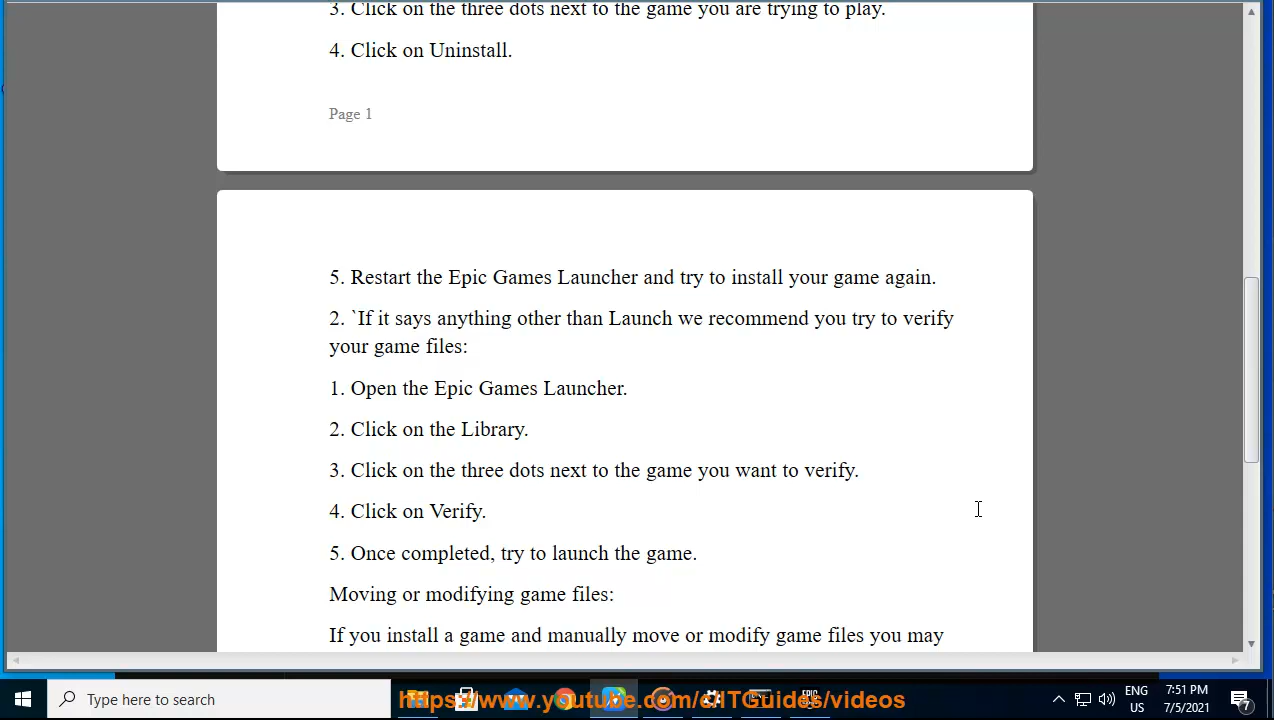 3. Click on the three dots next to the game you are trying to play.
4. Click on Uninstall.
Page 1
5. Restart the Epic Games Launcher and try to install your game again.
2. `If it says anything other than Launch we recommend you try to verify
your game files:
1. Open the Epic Games Launcher.
2. Click on the Library.
3. Click on the three dots next to the game you want to verify.
4. Click on Verify.
5. Once completed, try to launch the game.
Moving or modifying game files:
If you install a game and manually move or modify game files you may
Type here to search
https://www.youtube.com/c/ITGuides/videos
ENG
US
7:51 PM
7/5/2021
7